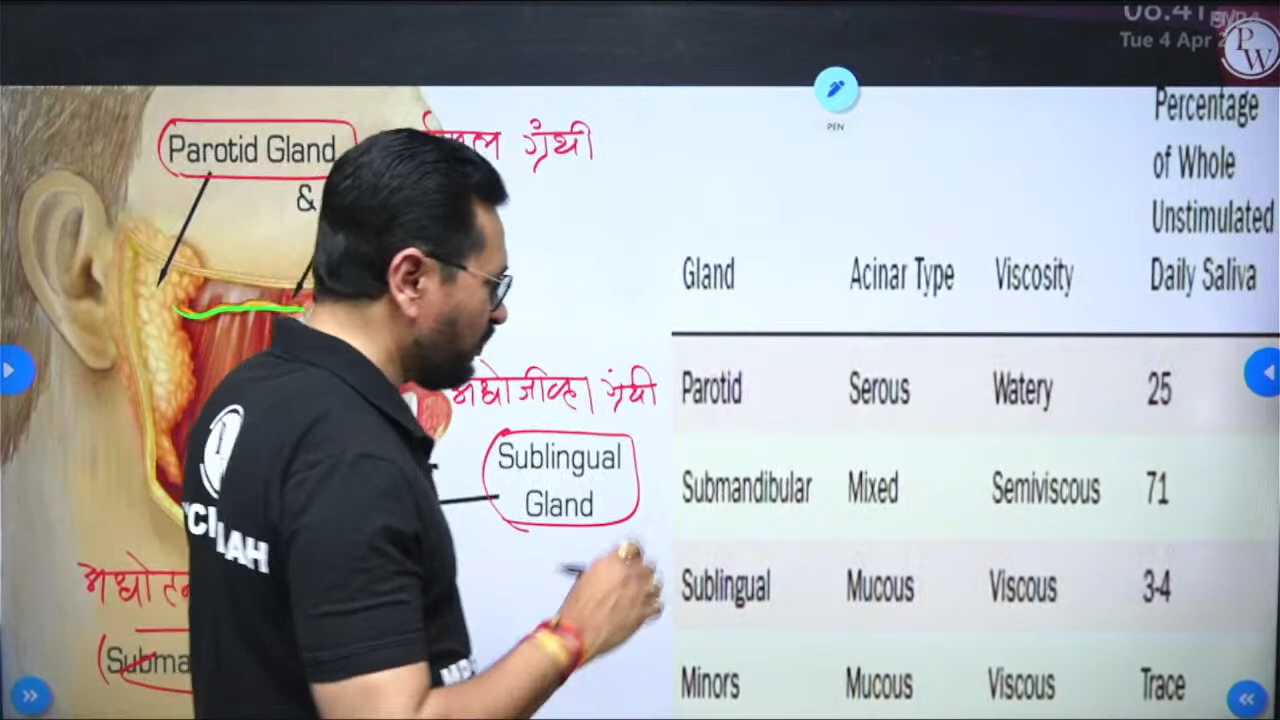 Tue 4 Apr
PW
PEN
Parotid Gland
ग्रंथी
&
अधोजीव्हा ग्रंथी
Sublingual
Gland
Subma
Percentage
of Whole
Unstimulated
Gland Acinar Type Viscosity Daily Saliva
Parotid Serous Watery 25
Submandibular Mixed Semiviscous 71
Sublingual Mucous Viscous 3-4
Minors Mucous Viscous Trace